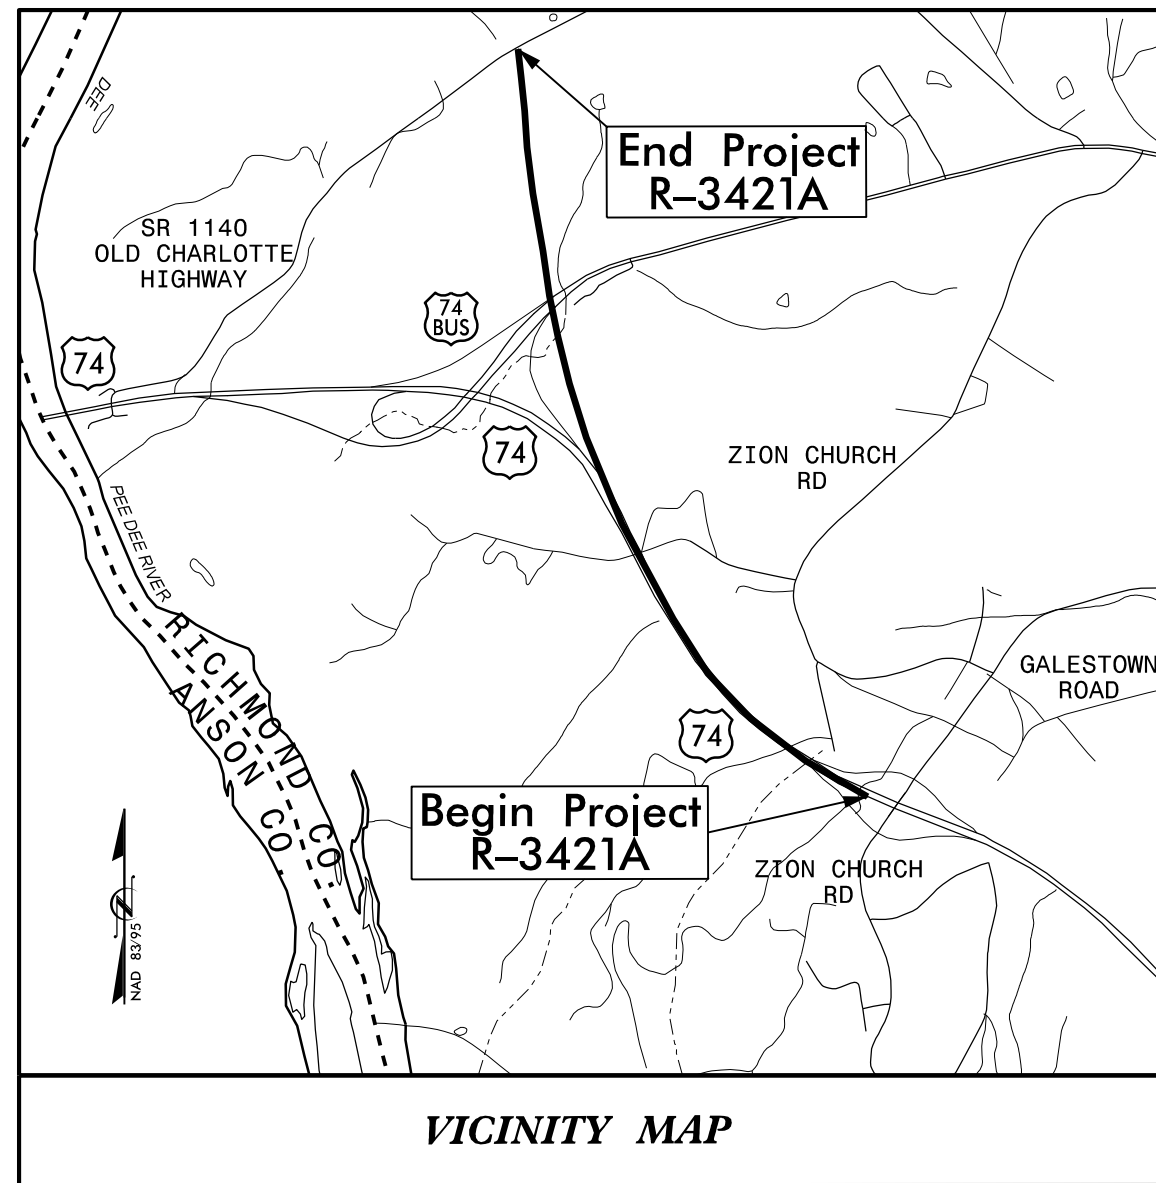 DEE
End Project
R–3421A
SR 1140
OLD CHARLOTTE
HIGHWAY
74
BUS
74
74
ZION CHURCH
RD
PEE DEE RIVER
RICHMOND CO.
ANSON CO.
GALESTOWN
ROAD
74
Begin Project
R–3421A
ZION CHURCH
RD
NAD 83/95
VICINITY MAP